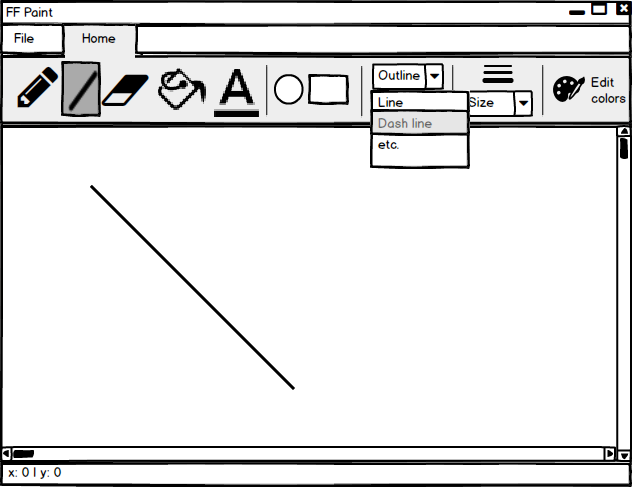 FF Paint
File
Home
A
Outline
Line
Dash line
etc.
Size
Edit
colors
x: 0 | y: 0